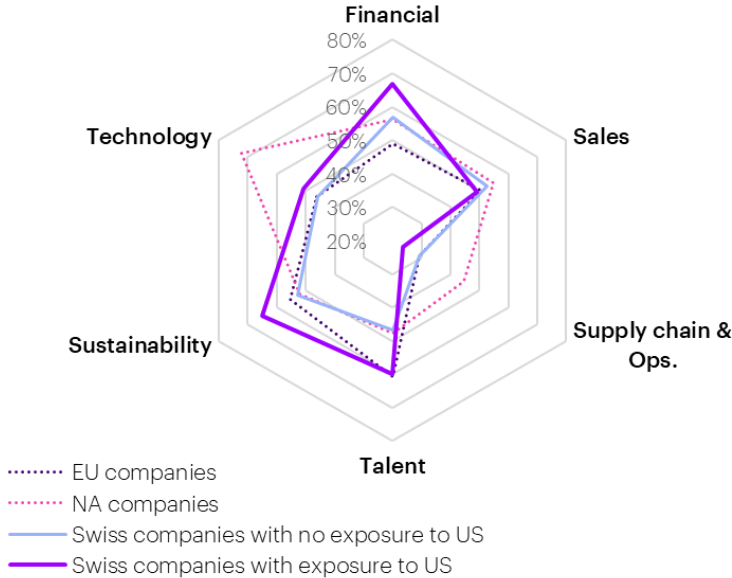 Financial
80%
70%
60%
50%
40%
30%
20%
Technology
Sales
Sustainability
Supply chain &
Ops.
Talent
EU companies
NA companies
Swiss companies with no exposure to US
Swiss companies with exposure to US